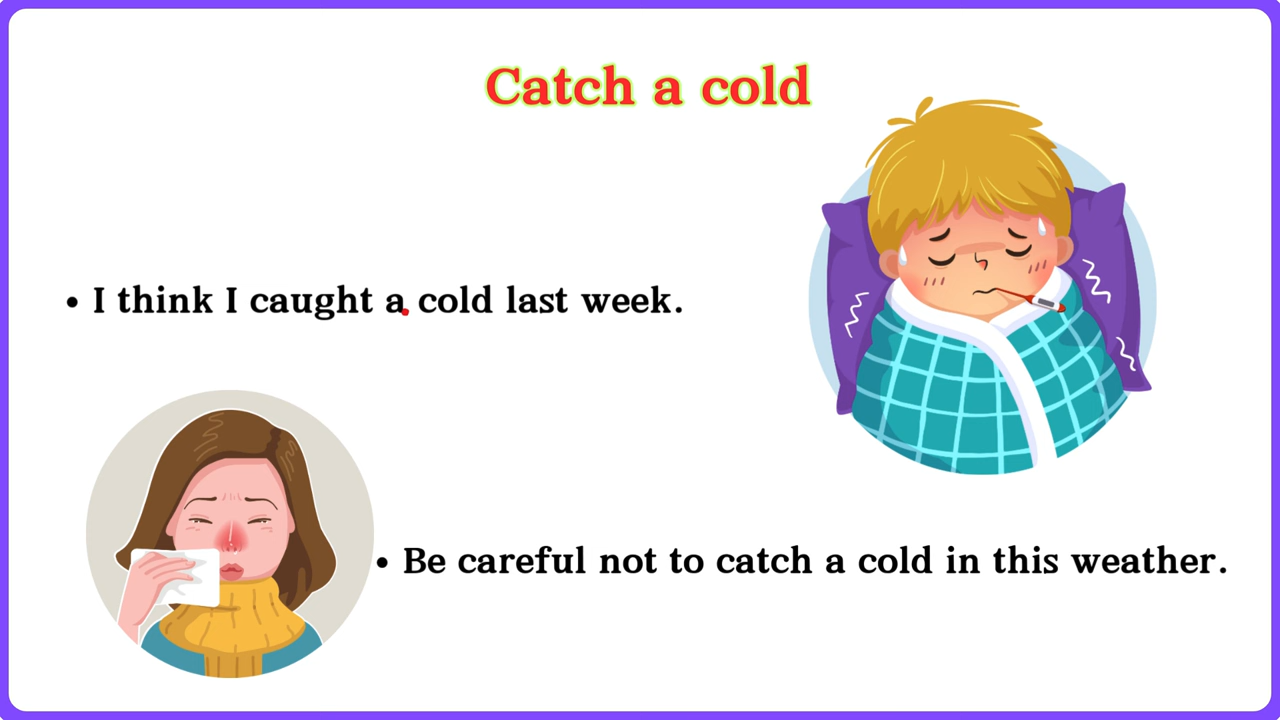 Catch a cold
• I think I caught a cold last week.
• Be careful not to catch a cold in this weather.